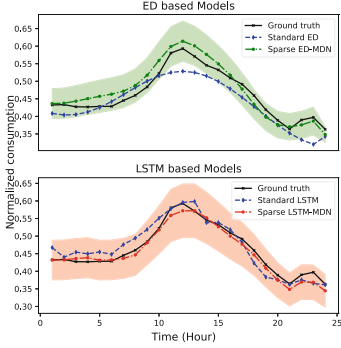 ED based Models
Ground truth
Standard ED
Sparse ED-MDN
0.65
0.60
0.55
0.50
0.45
0.40
0.35
Normalized consumption
LSTM based Models
Ground truth
Standard LSTM
Sparse LSTM-MDN
0.65
0.60
0.55
0.50
0.45
0.40
0.35
0.30
0 5 10 15 20 25
Time (Hour)